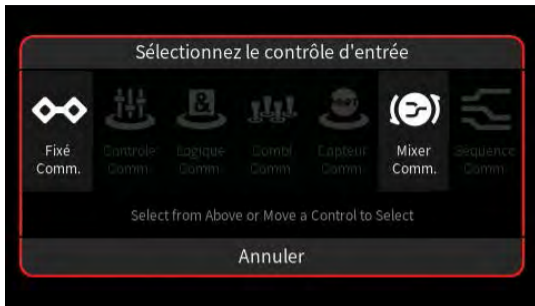 Sélectionnez le contrôle d'entrée
Fixé Comm.
Contrôle Comm.
Logique Comm.
Combi Comm.
Capteur Comm.
Mixer Comm.
Séquence Comm.
Select from Above or Move a Control to Select
Annuler